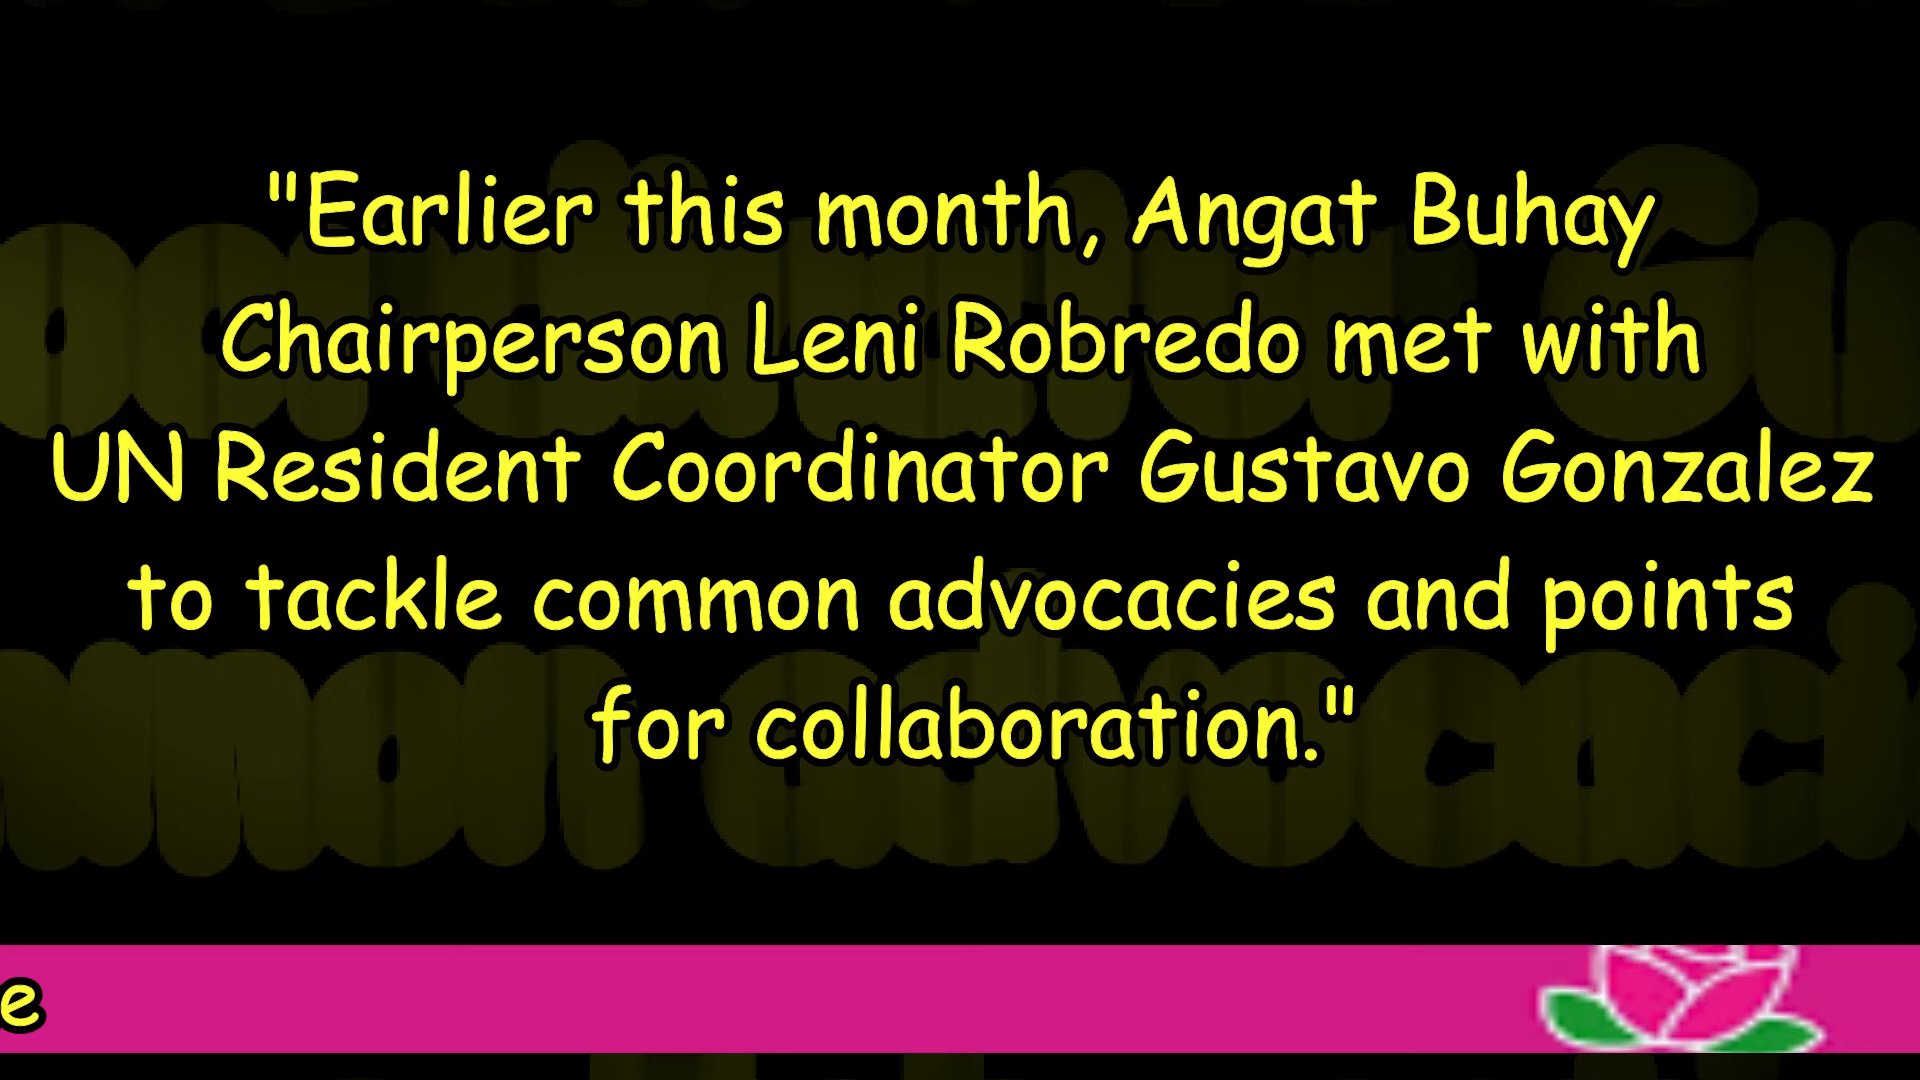 "Earlier this month, Angat Buhay
Chairperson Leni Robredo met with
UN Resident Coordinator Gustavo Gonzalez
to tackle common advocacies and points
for collaboration."
e